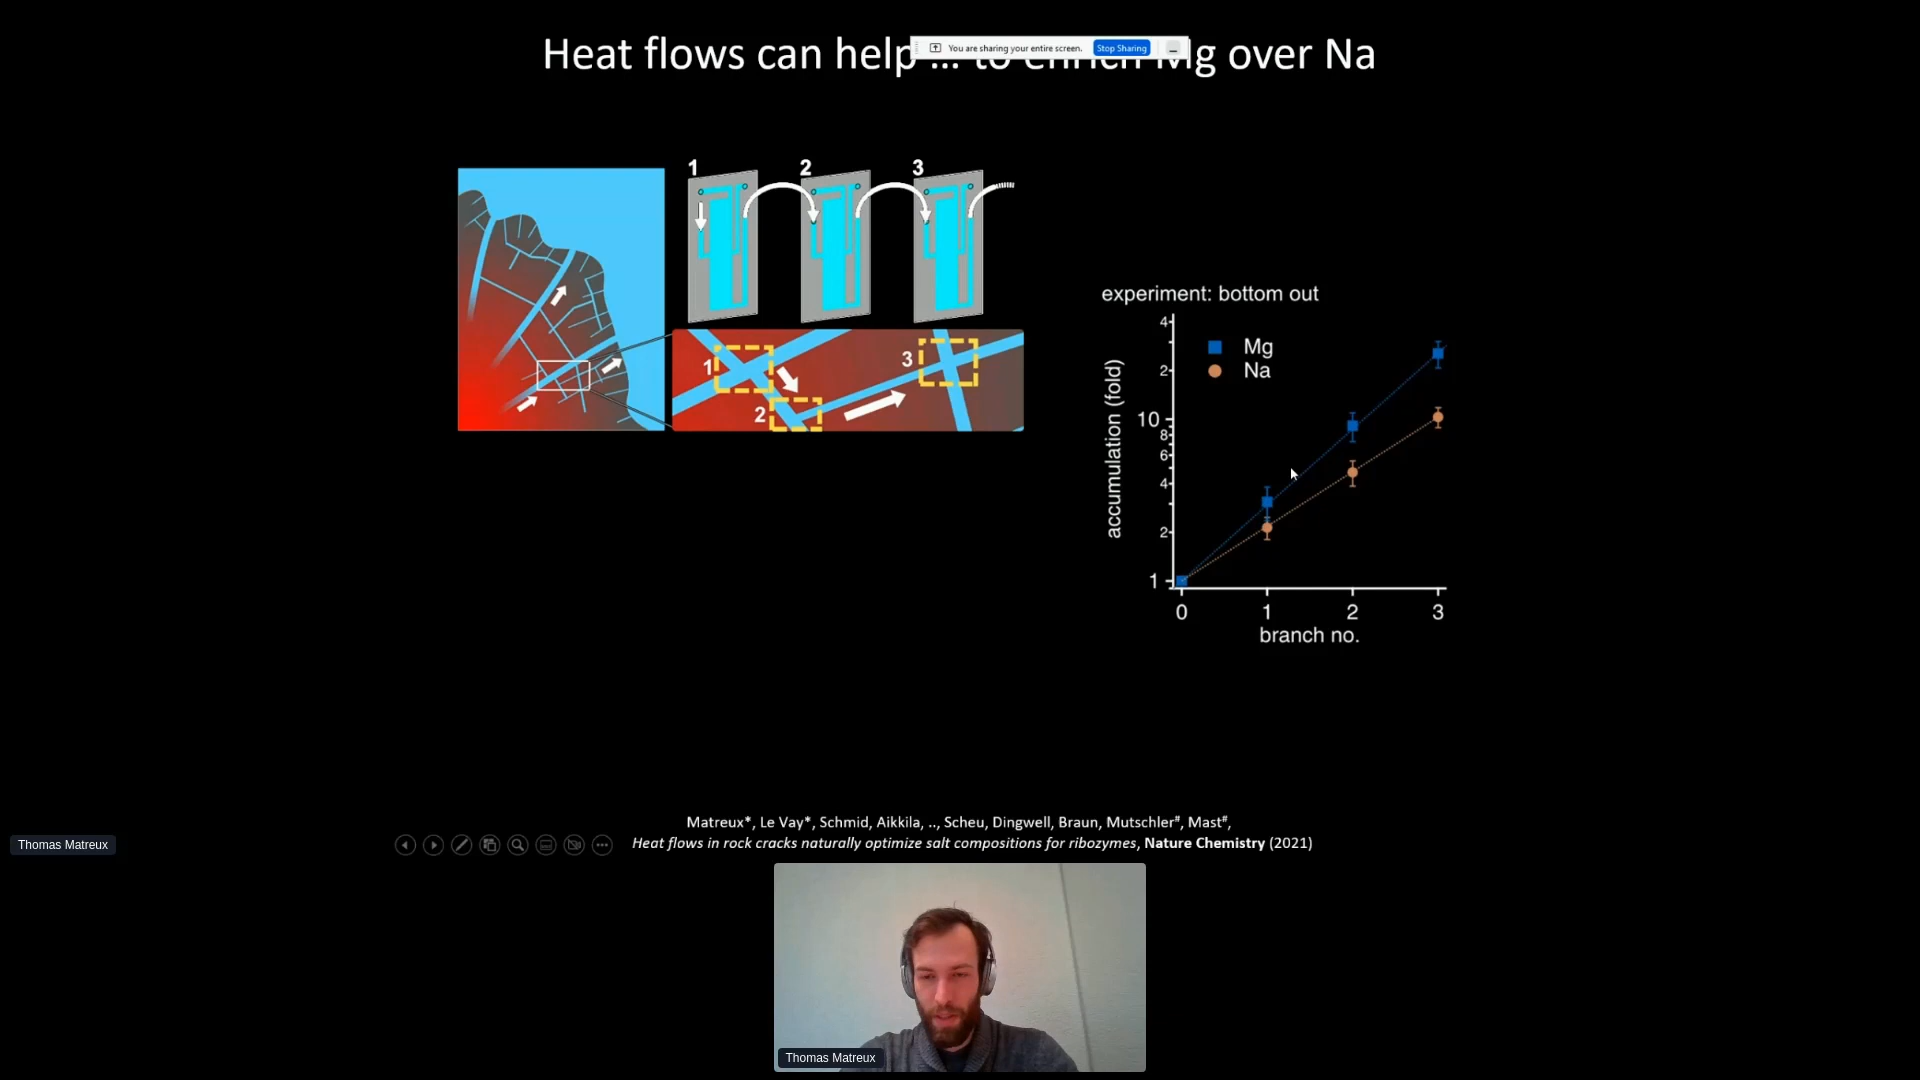 Heat flows can help ... to enrich Mg over Na
You are sharing your entire screen.
Stop Sharing
1 2 3
1
2
3
experiment: bottom out
Mg
Na
accumulation (fold)
4
2
10
8
6
4
2
1
0 1 2 3
branch no.
Matreux*, Le Vay*, Schmid, Aikkila, .., Scheu, Dingwell, Braun, Mutschler#, Mast#,
Heat flows in rock cracks naturally optimize salt compositions for ribozymes, Nature Chemistry (2021)
Thomas Matreux
Thomas Matreux